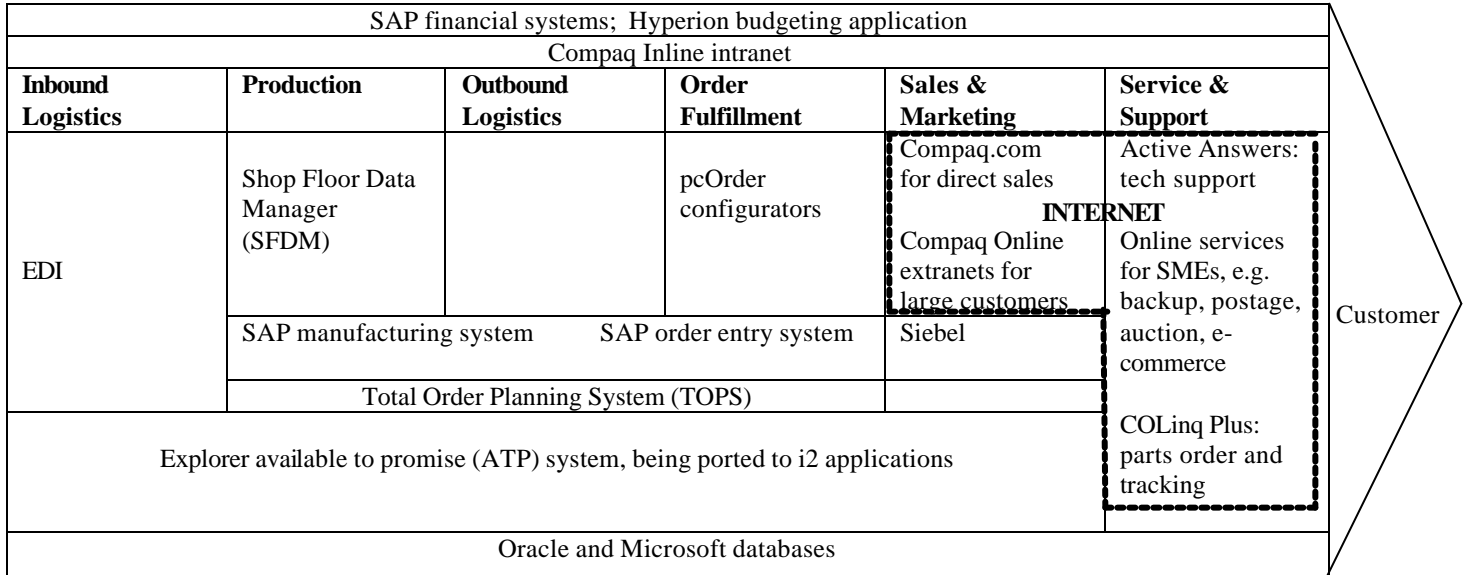 SAP financial systems;  Hyperion budgeting application
Compaq Inline intranet
Inbound
Logistics
Production
Outbound
Logistics
Order
Fulfillment
Sales &
Marketing
Service &
Support
EDI
Shop Floor Data
Manager
(SFDM)
pcOrder
configurators
Compaq.com
for direct sales
Compaq Online
extranets for
large customers
INTERNET
Active Answers:
tech support
Online services
for SMEs, e.g.
backup, postage,
auction, e-
commerce
COLinq Plus:
parts order and
tracking
SAP manufacturing system
SAP order entry system
Siebel
Total Order Planning System (TOPS)
Explorer available to promise (ATP) system, being ported to i2 applications
Oracle and Microsoft databases
Customer